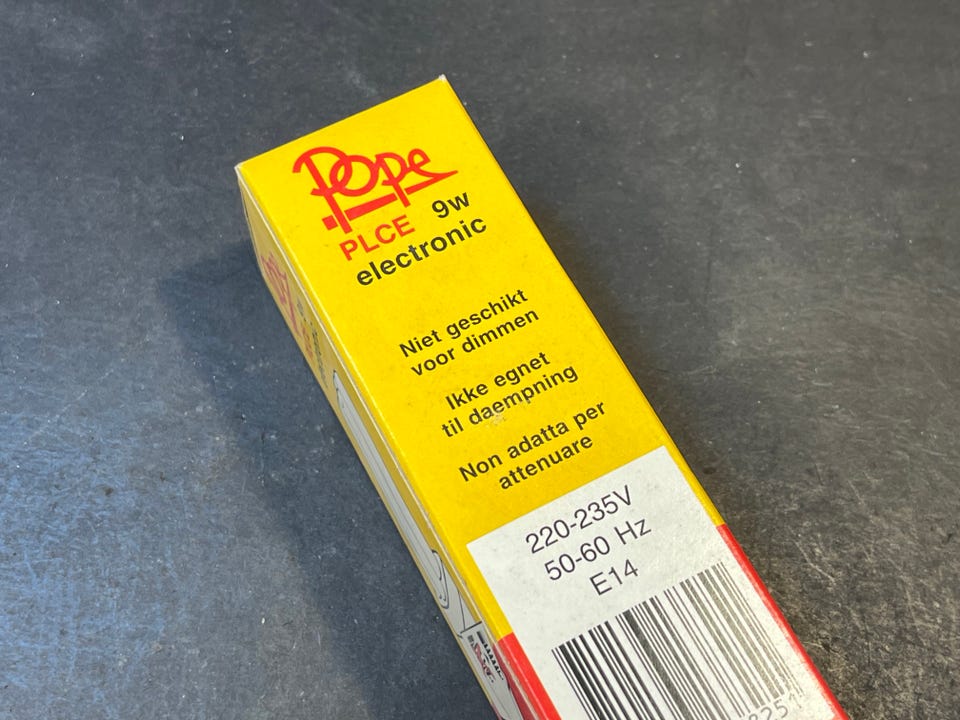 Pope
PLCE 9w
electronic
Niet geschikt
voor dimmen
Ikke egnet
til daempning
Non adatta per
attenuare
220-235V
50-60 Hz
E14